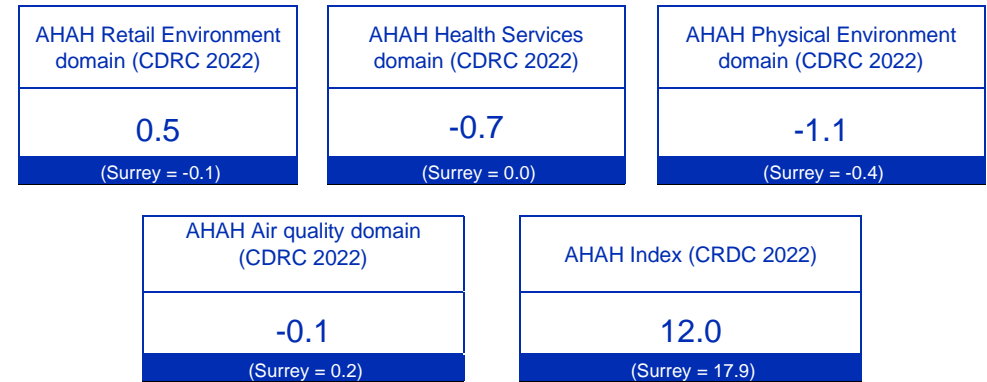 AHAH Retail Environment
domain (CDRC 2022)
0.5
(Surrey = -0.1)
AHAH Health Services
domain (CDRC 2022)
-0.7
(Surrey = 0.0)
AHAH Physical Environment
domain (CDRC 2022)
-1.1
(Surrey = -0.4)
AHAH Air quality domain
(CDRC 2022)
-0.1
(Surrey = 0.2)
AHAH Index (CRDC 2022)
12.0
(Surrey = 17.9)